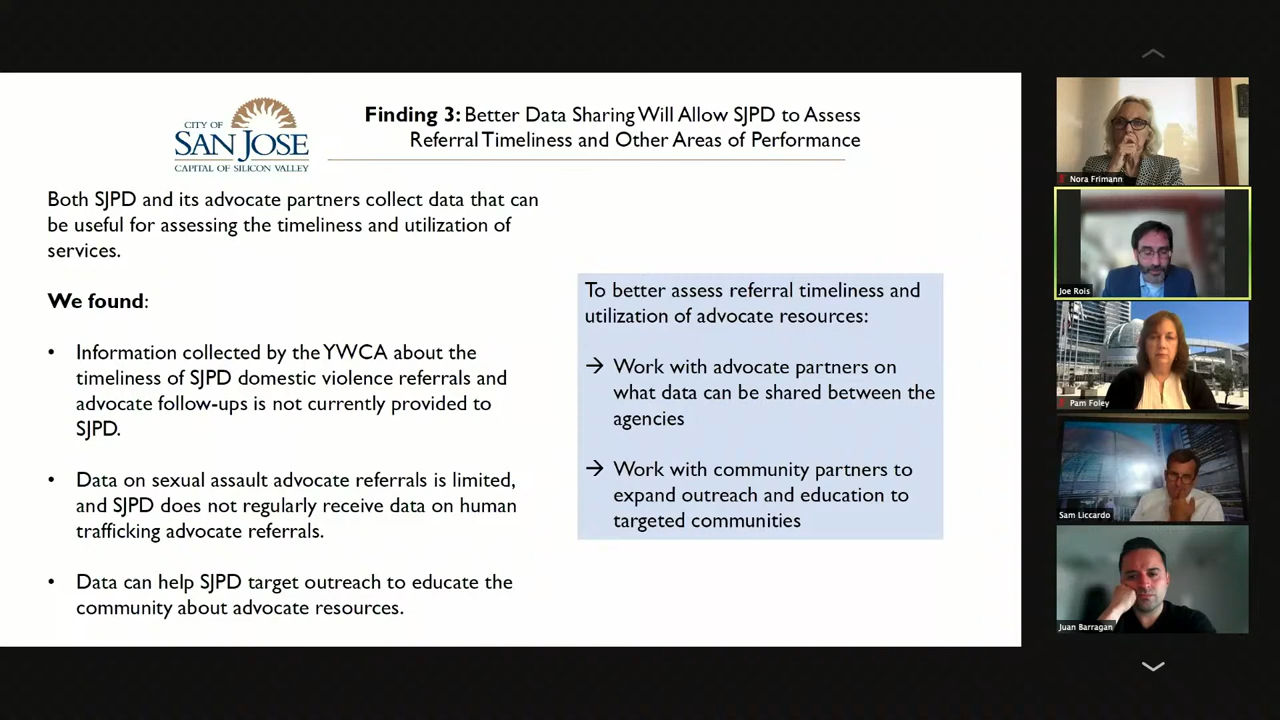 CITY OF
SAN JOSE
CAPITAL OF SILICON VALLEY
Finding 3: Better Data Sharing Will Allow SJPD to Assess
Referral Timeliness and Other Areas of Performance
Both SJPD and its advocate partners collect data that can
be useful for assessing the timeliness and utilization of
services.
We found:
• Information collected by the YWCA about the
timeliness of SJPD domestic violence referrals and
advocate follow-ups is not currently provided to
SJPD.
• Data on sexual assault advocate referrals is limited,
and SJPD does not regularly receive data on human
trafficking advocate referrals.
• Data can help SJPD target outreach to educate the
community about advocate resources.
To better assess referral timeliness and
utilization of advocate resources:
→ Work with advocate partners on
what data can be shared between the
agencies
→ Work with community partners to
expand outreach and education to
targeted communities
Nora Frimann
Joe Rois
Pam Foley
Sam Liccardo
Juan Barragan